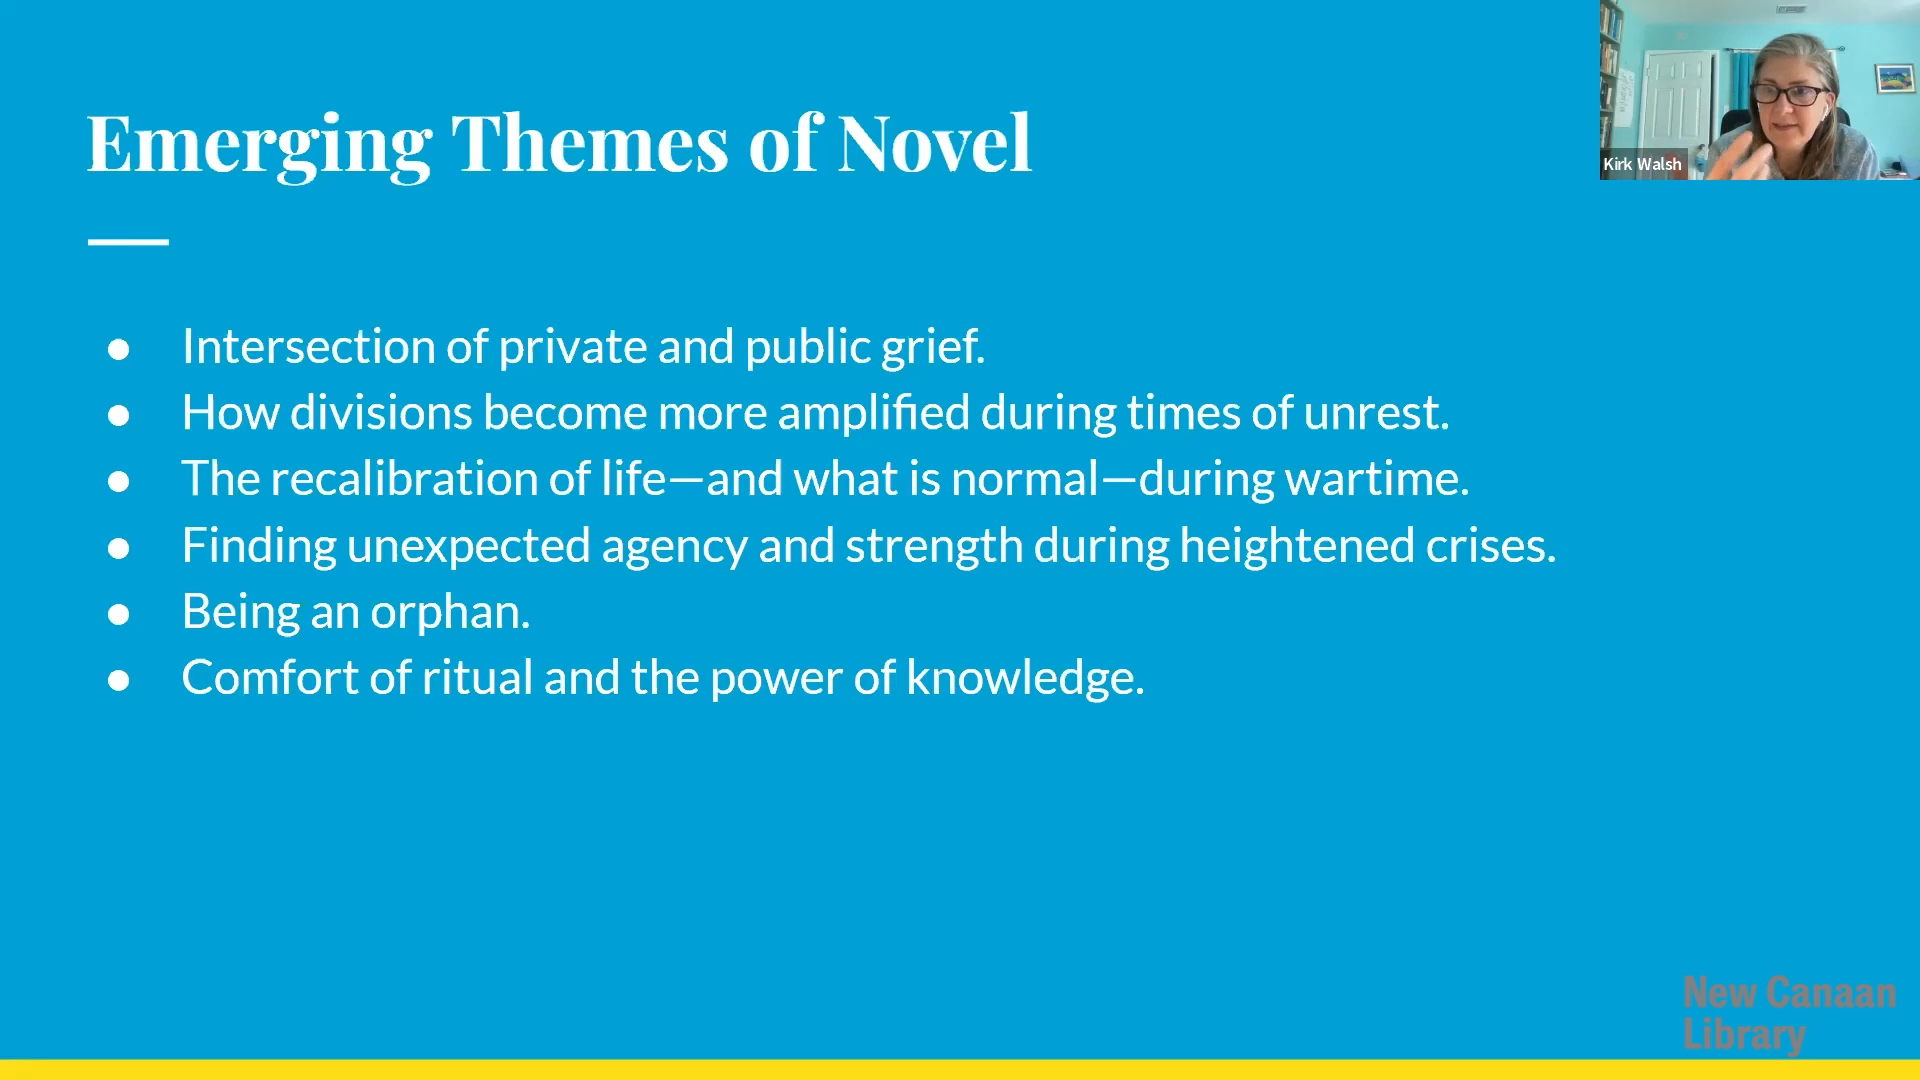 Emerging Themes of Novel
Kirk Walsh
Intersection of private and public grief.
How divisions become more amplified during times of unrest.
The recalibration of life—and what is normal—during wartime.
Finding unexpected agency and strength during heightened crises.
Being an orphan.
Comfort of ritual and the power of knowledge.
New Canaan
Library